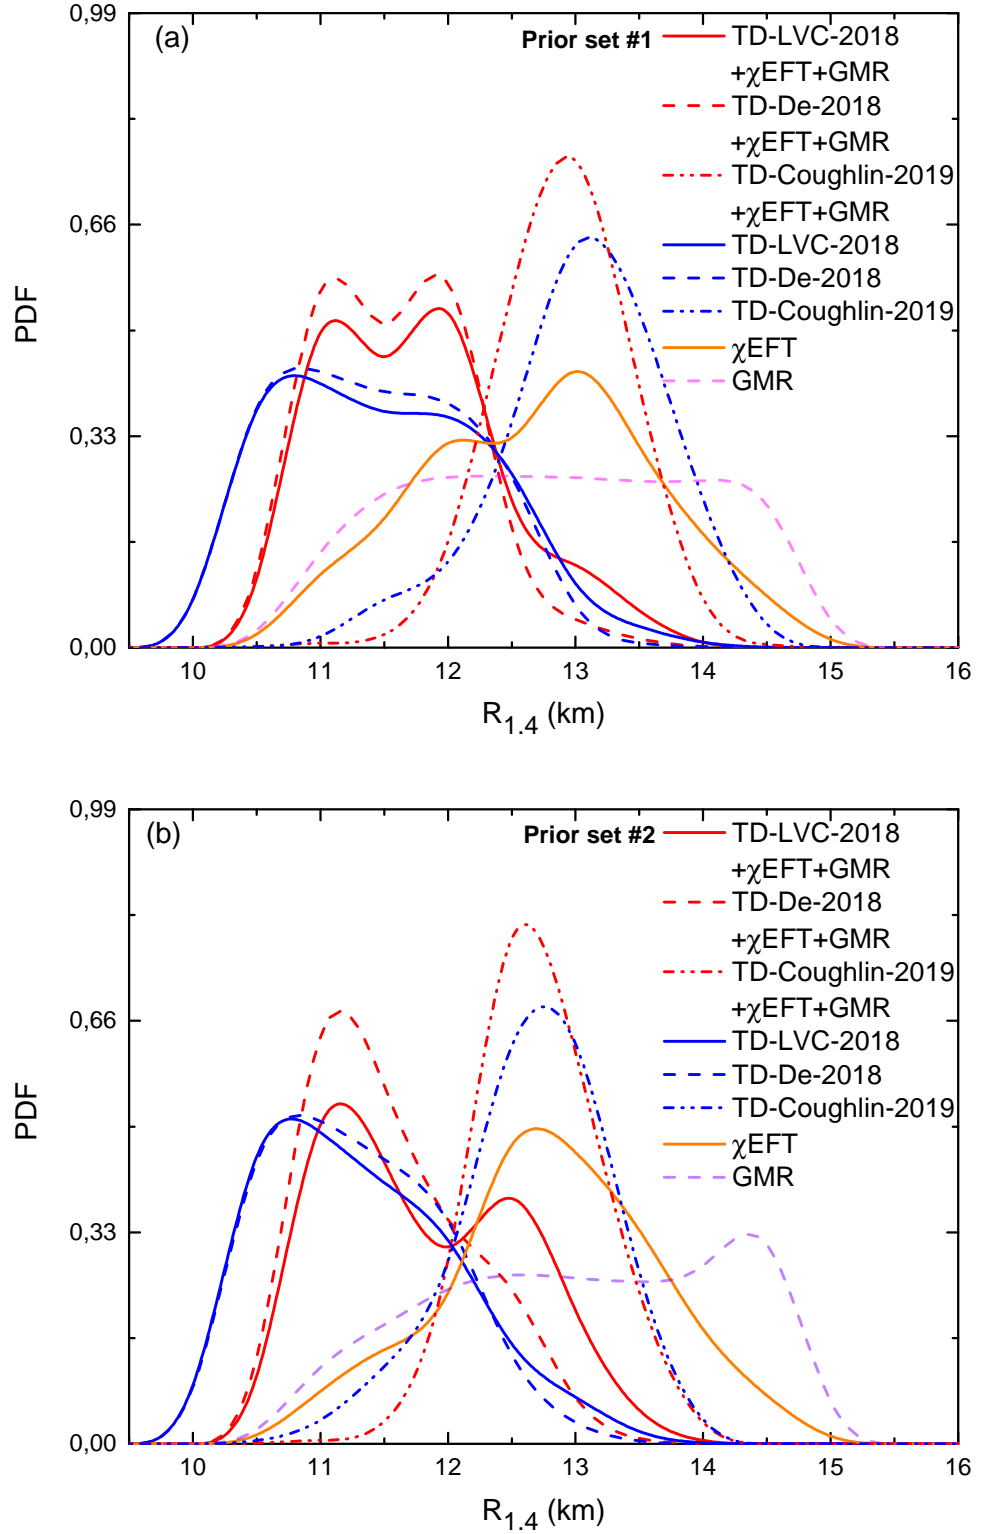 0,99
(a)
Prior set #1
TD-LVC-2018
+χEFT+GMR
TD-De-2018
+χEFT+GMR
TD-Coughlin-2019
+χEFT+GMR
TD-LVC-2018
TD-De-2018
TD-Coughlin-2019
χEFT
GMR
0,66
0,33
0,00
PDF
10 11 12 13 14 15 16
R1.4 (km)
0,99
(b)
Prior set #2
TD-LVC-2018
+χEFT+GMR
TD-De-2018
+χEFT+GMR
TD-Coughlin-2019
+χEFT+GMR
TD-LVC-2018
TD-De-2018
TD-Coughlin-2019
χEFT
GMR
0,66
0,33
0,00
PDF
10 11 12 13 14 15 16
R1.4 (km)